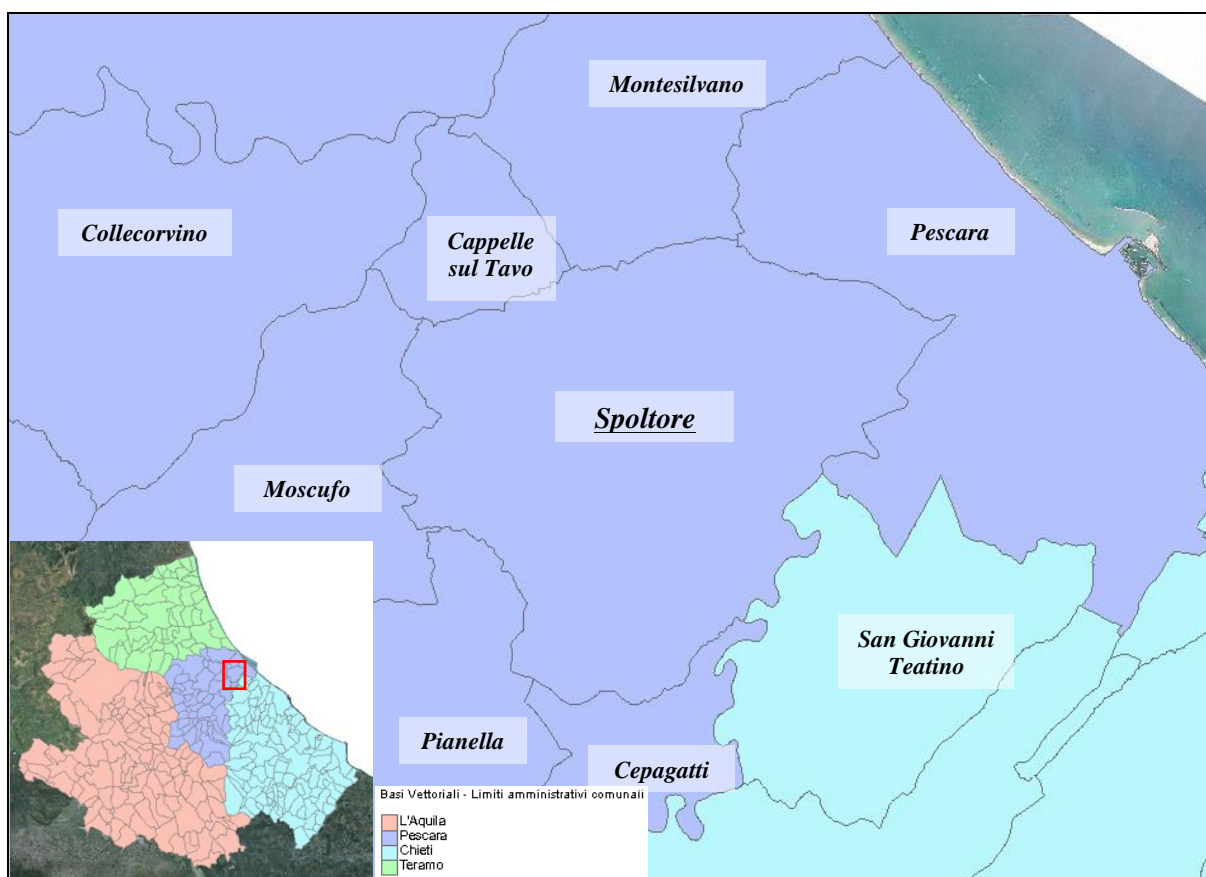 Montesilvano
Collecorvino
Cappelle
sul Tavo
Pescara
Spoltore
Moscufo
San Giovanni
Teatino
Pianella
Cepagatti
Basi Vettoriali - Limiti amministrativi comunali
L'Aquila
Pescara
Chieti
Teramo